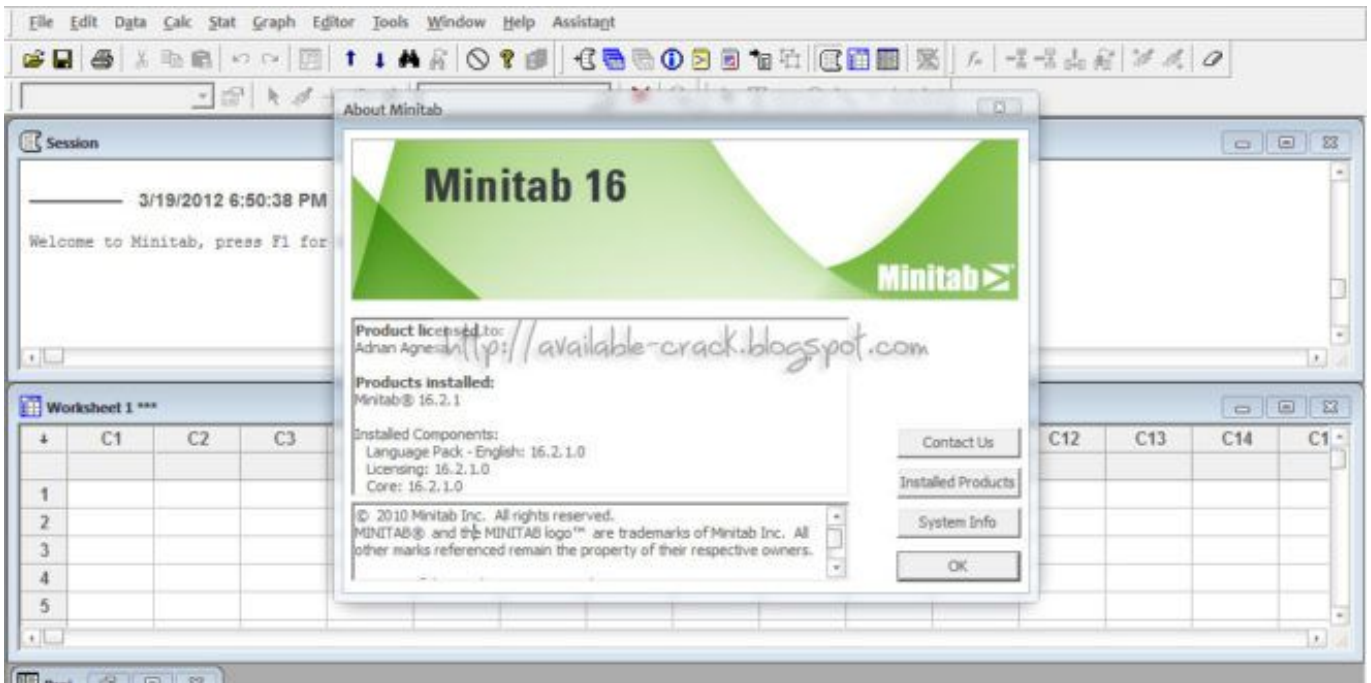 File Edit Data Calc Stat Graph Editor Tools Window Help Assistant
About Minitab
Session
3/19/2012 6:50:38 PM
Welcome to Minitab, press F1 for
Minitab 16
Minitab
Product licensed to:
Adnan
http://available-crack.blogspot.com
Products installed:
Minitab® 16.2.1
Installed Components:
Language Pack - English: 16.2.1.0
Licensing: 16.2.1.0
Core: 16.2.1.0
© 2010 Minitab Inc. All rights reserved.
MINITAB® and the MINITAB logo™ are trademarks of Minitab Inc. All
other marks referenced remain the property of their respective owners.
Contact Us
Installed Products
System Info
OK
Worksheet 1 ***
C1 C2 C3 C12 C13 C14 C1
1
2
3
4
5